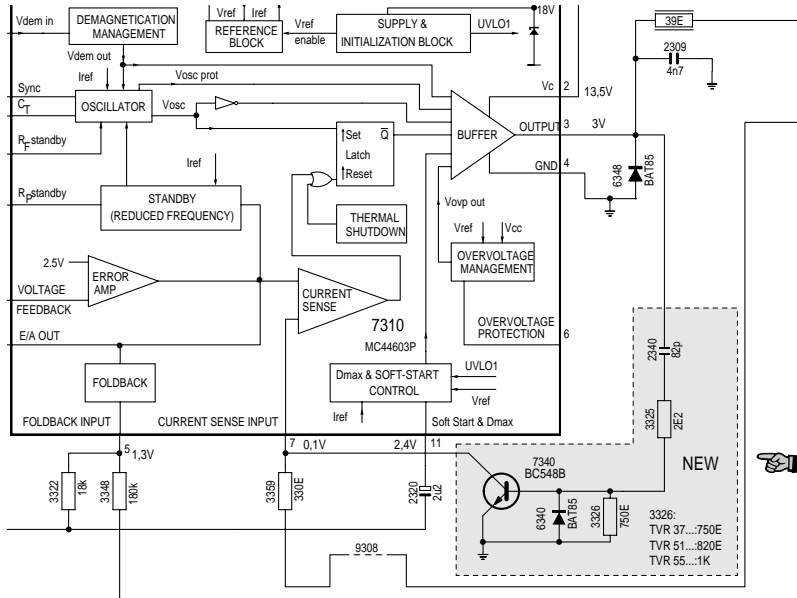 Vdem in
DEMAGNETICATION
MANAGEMENT
Vref
Iref
REFERENCE
BLOCK
Vref
enable
SUPPLY &
INITIALIZATION BLOCK
UVLO1
18V
39E
2309
4n7
Vdem out
Iref
Vosc prot
Sync
CT
OSCILLATOR
Vosc
Vc
2
13,5V
BUFFER
OUTPUT
3
3V
Set
Q
Latch
Reset
RF standby
GND
4
6348
BAT85
Iref
RP standby
STANDBY
(REDUCED FREQUENCY)
THERMAL
SHUTDOWN
Vovp out
Vref
Vcc
OVERVOLTAGE
MANAGEMENT
2.5V
ERROR
AMP
VOLTAGE
FEEDBACK
CURRENT
SENSE
7310
MC44603P
OVERVOLTAGE
PROTECTION
6
E/A OUT
FOLDBACK
Dmax & SOFT-START
CONTROL
UVLO1
Vref
Iref
2340
82p
3325
2E2
FOLDBACK INPUT
CURRENT SENSE INPUT
Soft Start & Dmax
5
1,3V
7
0,1V
2,4V
11
3322
18k
3348
180k
3359
330E
2320
2u2
7340
BC548B
NEW
6340
BAT85
3326
750E
3326:
TVR 37...:750E
TVR 51...:820E
TVR 55...:1K
9308